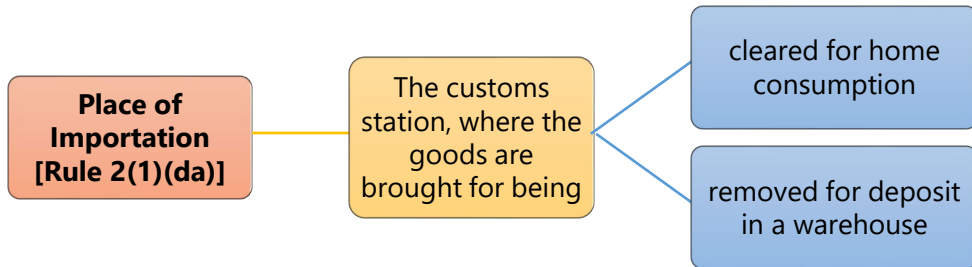 Place of
Importation
[Rule 2(1)(da)]
The customs
station, where the
goods are
brought for being
cleared for home
consumption
removed for deposit
in a warehouse